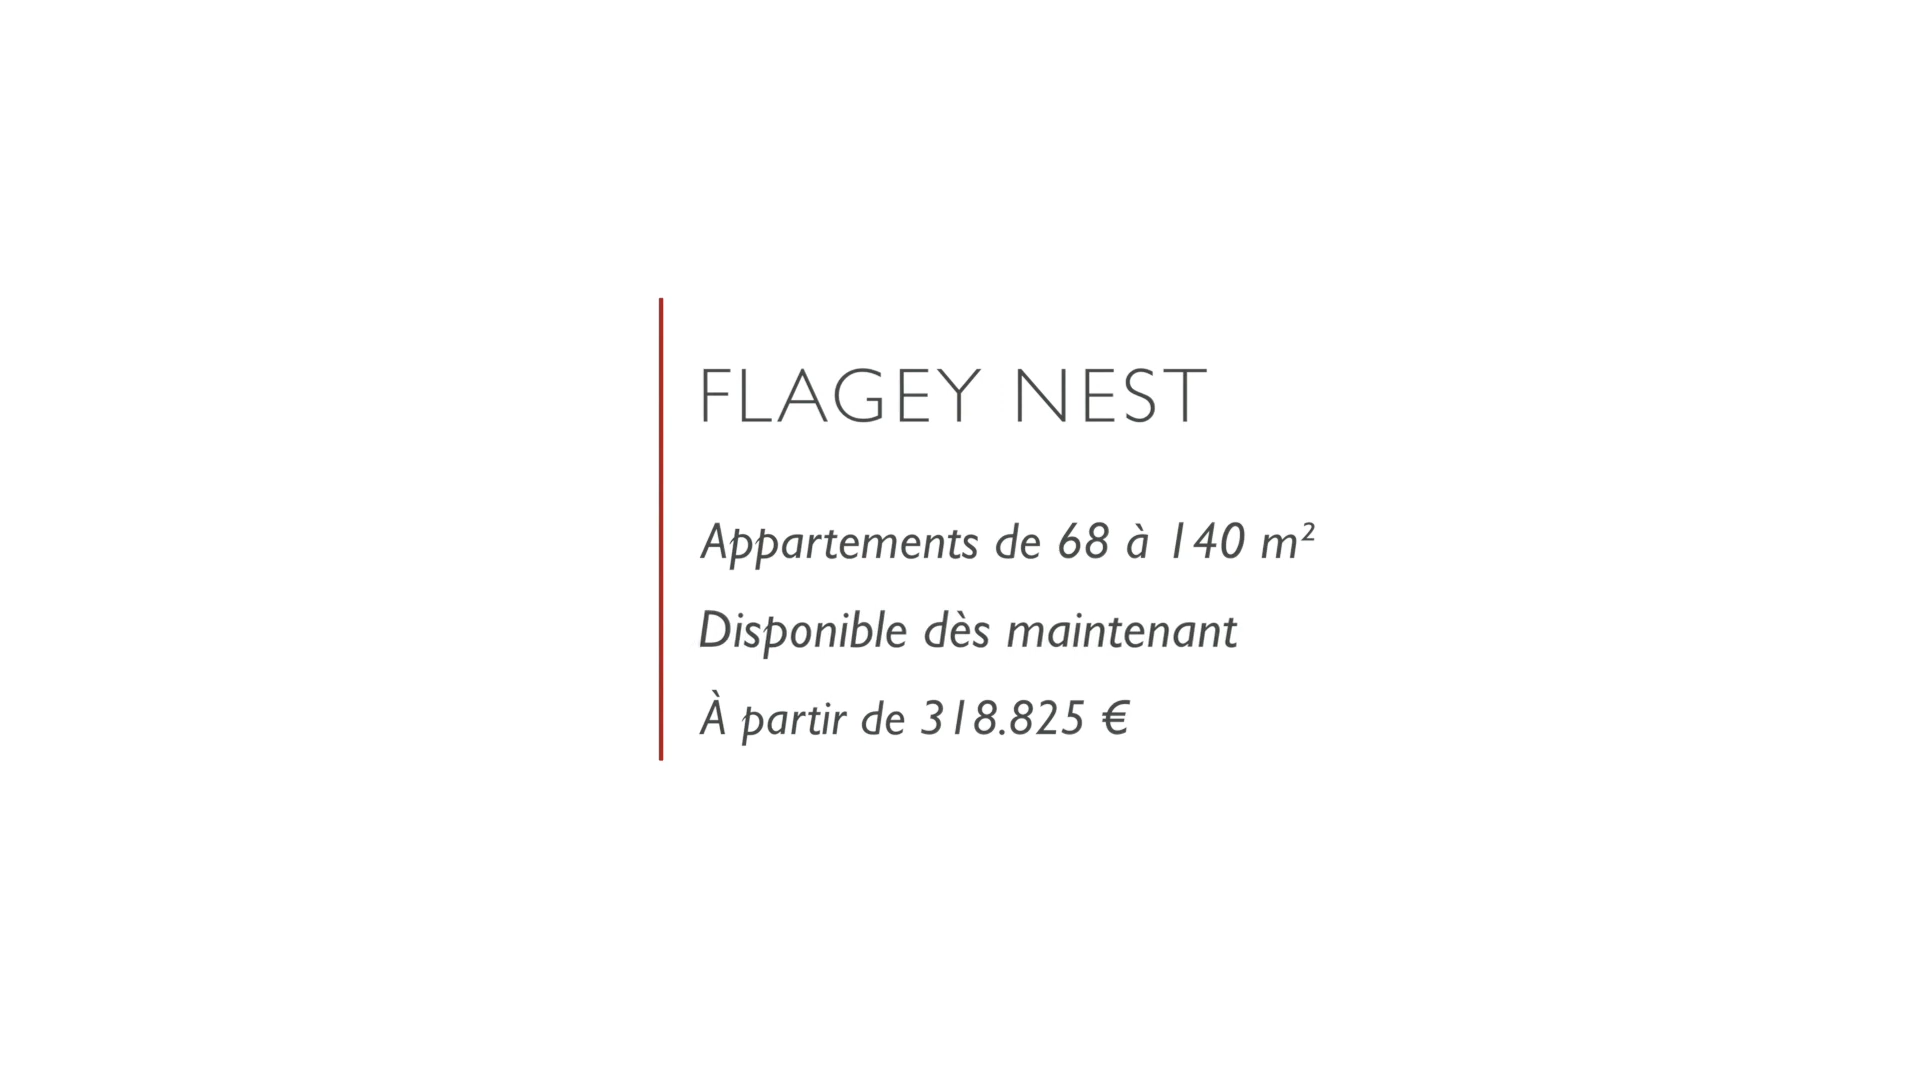 FLAGEY NEST
Appartements de 68 à 140 m²
Disponible dès maintenant
À partir de 318.825 €